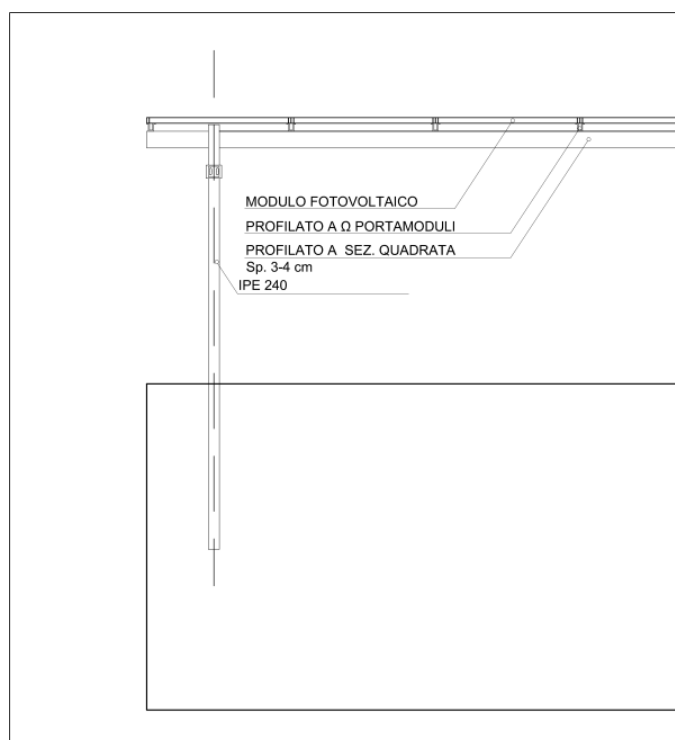 MODULO FOTOVOLTAICO
PROFILATO A Ω PORTAMODULI
PROFILATO A SEZ. QUADRATA
Sp. 3-4 cm
IPE 240